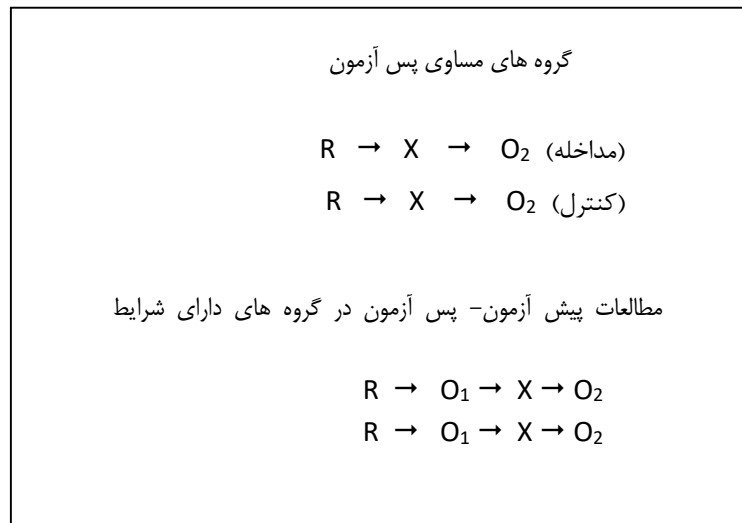 گروه های مساوی پس آزمون
R → X → O₂ (مداخله)
R → X → O₂ (کنترل)
مطالعات پیش آزمون– پس آزمون در گروه های دارای شرایط
R → O₁ → X → O₂
R → O₁ → X → O₂